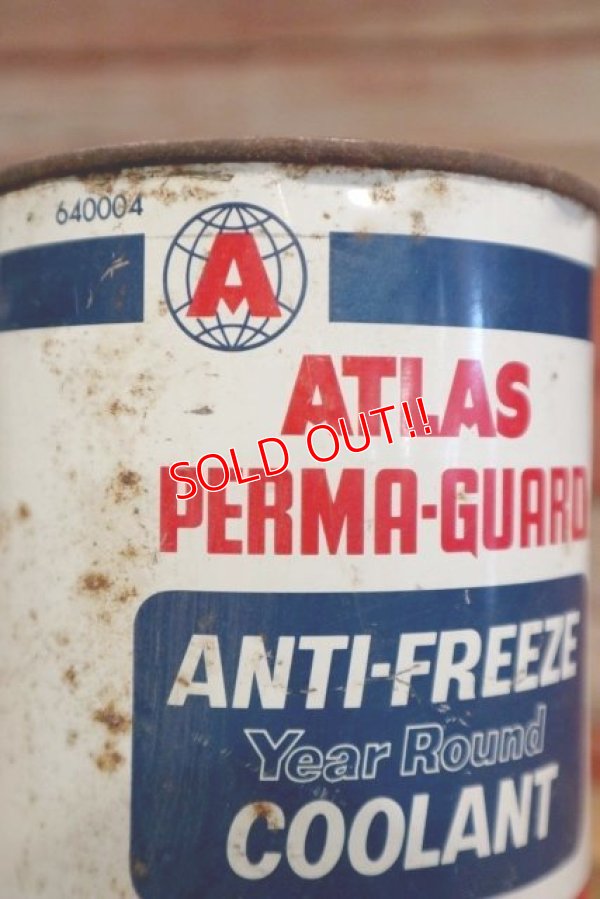 640004
A
ATLAS
SOLD OUT!!
PERMA-GUARD
ANTI-FREEZE
Year Round
COOLANT